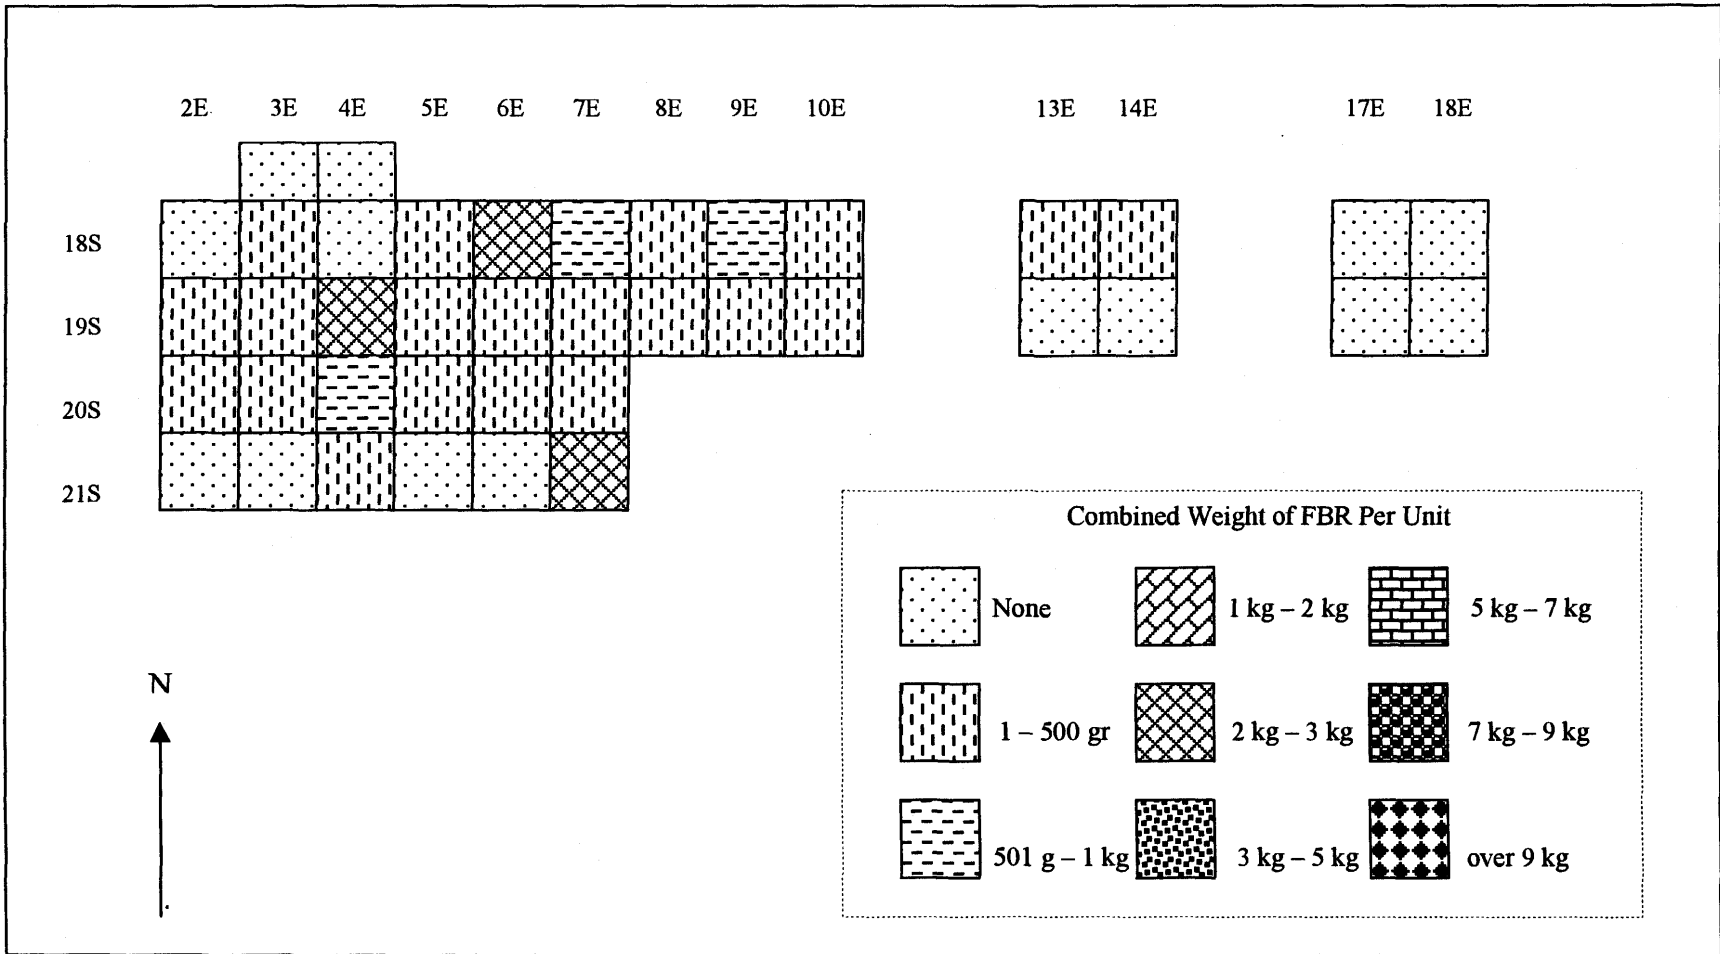 2E 3E 4E 5E 6E 7E 8E 9E 10E 13E 14E 17E 18E
18S
19S
20S
21S
Combined Weight of FBR Per Unit
None 1 kg – 2 kg 5 kg – 7 kg
1 – 500 gr 2 kg – 3 kg 7 kg – 9 kg
501 g – 1 kg 3 kg – 5 kg over 9 kg
N